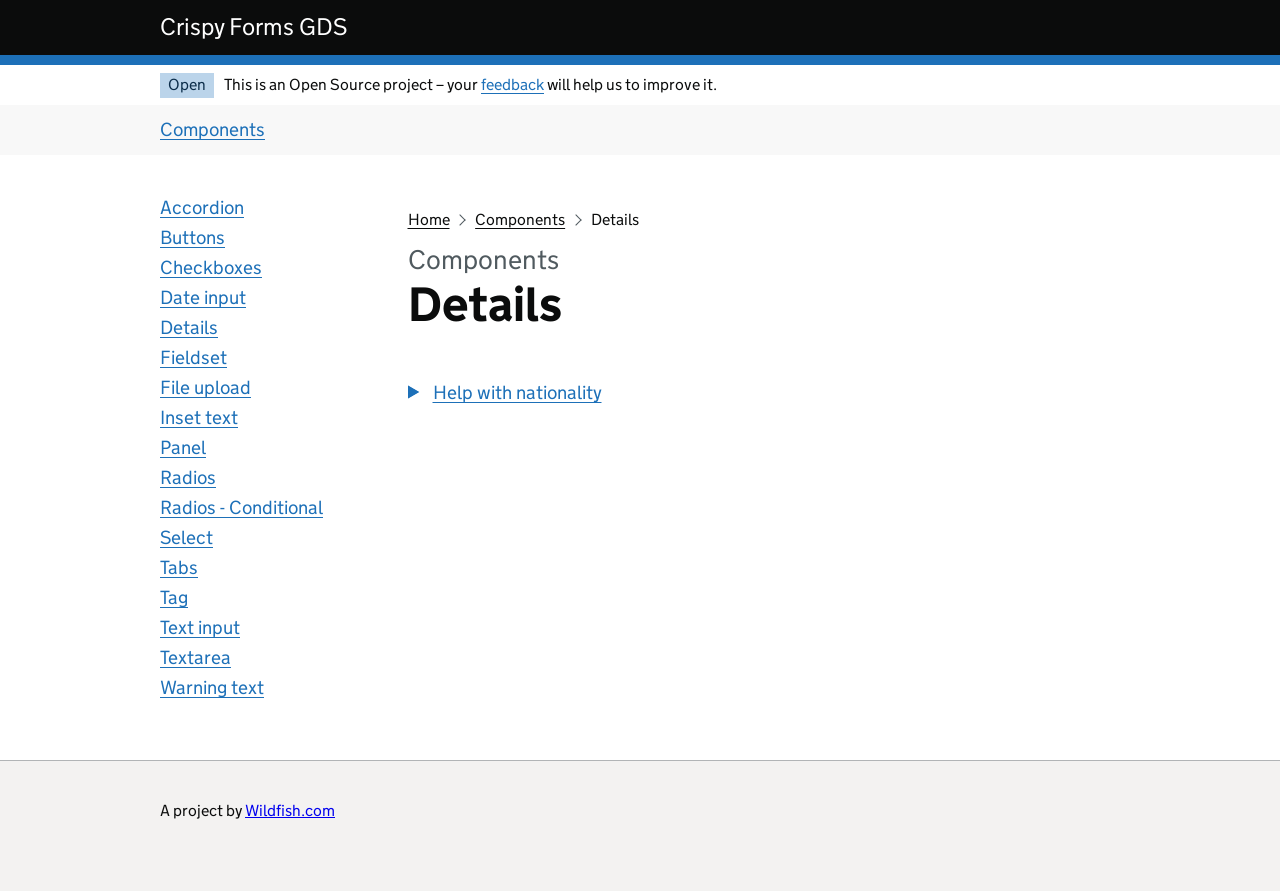 Crispy Forms GDS
Open This is an Open Source project – your feedback will help us to improve it.
Components
Accordion
Buttons
Checkboxes
Date input
Details
Fieldset
File upload
Inset text
Panel
Radios
Radios - Conditional
Select
Tabs
Tag
Text input
Textarea
Warning text
Home Components Details
Components
Details
Help with nationality
A project by Wildfish.com